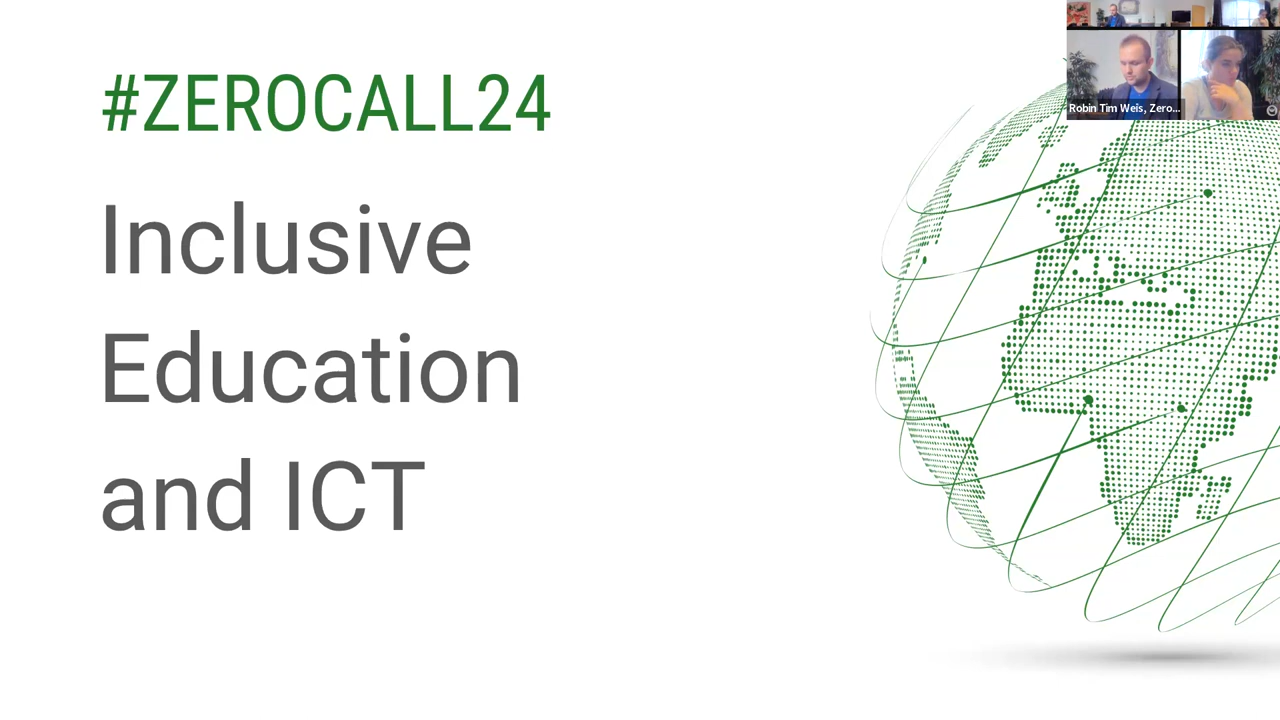 #ZEROCALL24
Inclusive
Education
and ICT
Robin Tim Weis, Zero...